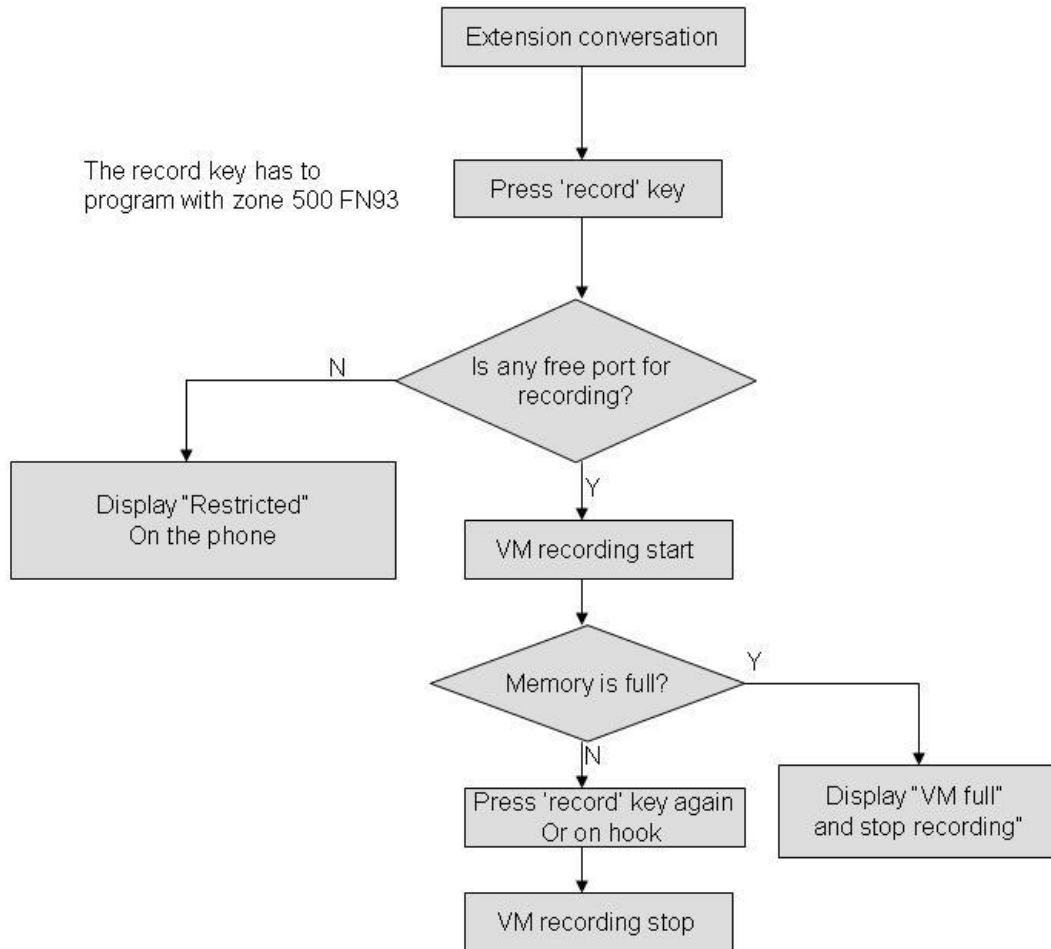 Extension conversation
The record key has to
program with zone 500 FN93
Press 'record' key
Is any free port for
recording?
N
Display "Restricted"
On the phone
Y
VM recording start
Memory is full?
Y
N
Press 'record' key again
Or on hook
Display "VM full"
and stop recording"
VM recording stop